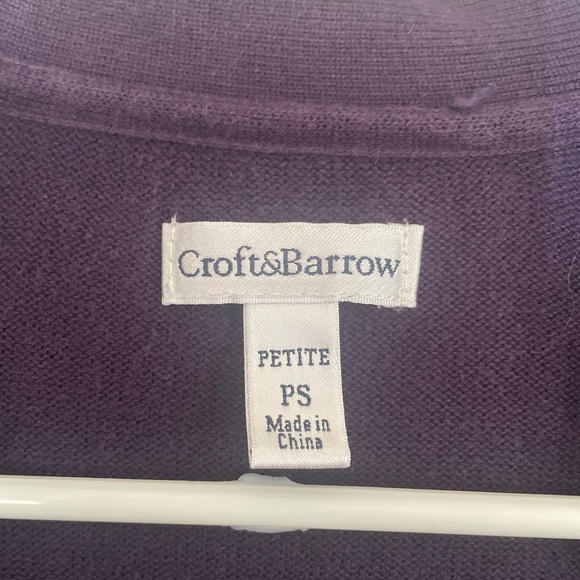 Croft&Barrow
PETITE
PS
Made in
China